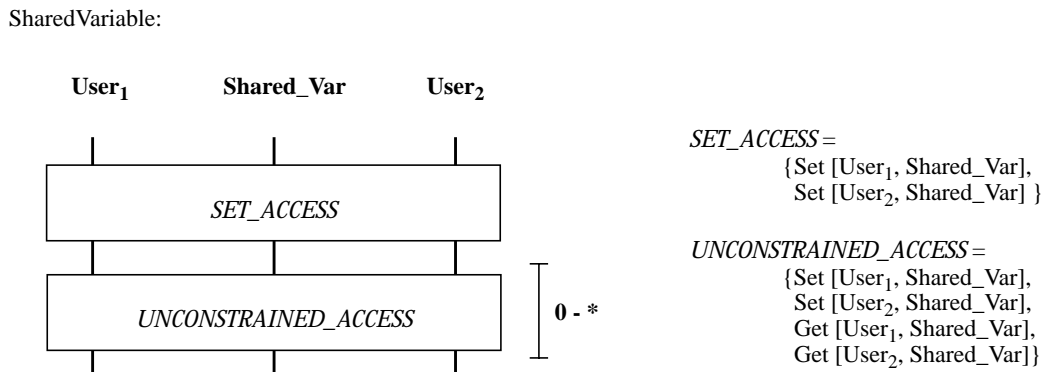 SharedVariable:
User₁ Shared_Var User₂
SET_ACCESS
UNCONSTRAINED_ACCESS
0 - *
SET_ACCESS =
{Set [User₁, Shared_Var],
Set [User₂, Shared_Var] }
UNCONSTRAINED_ACCESS =
{Set [User₁, Shared_Var],
Set [User₂, Shared_Var],
Get [User₁, Shared_Var],
Get [User₂, Shared_Var]}